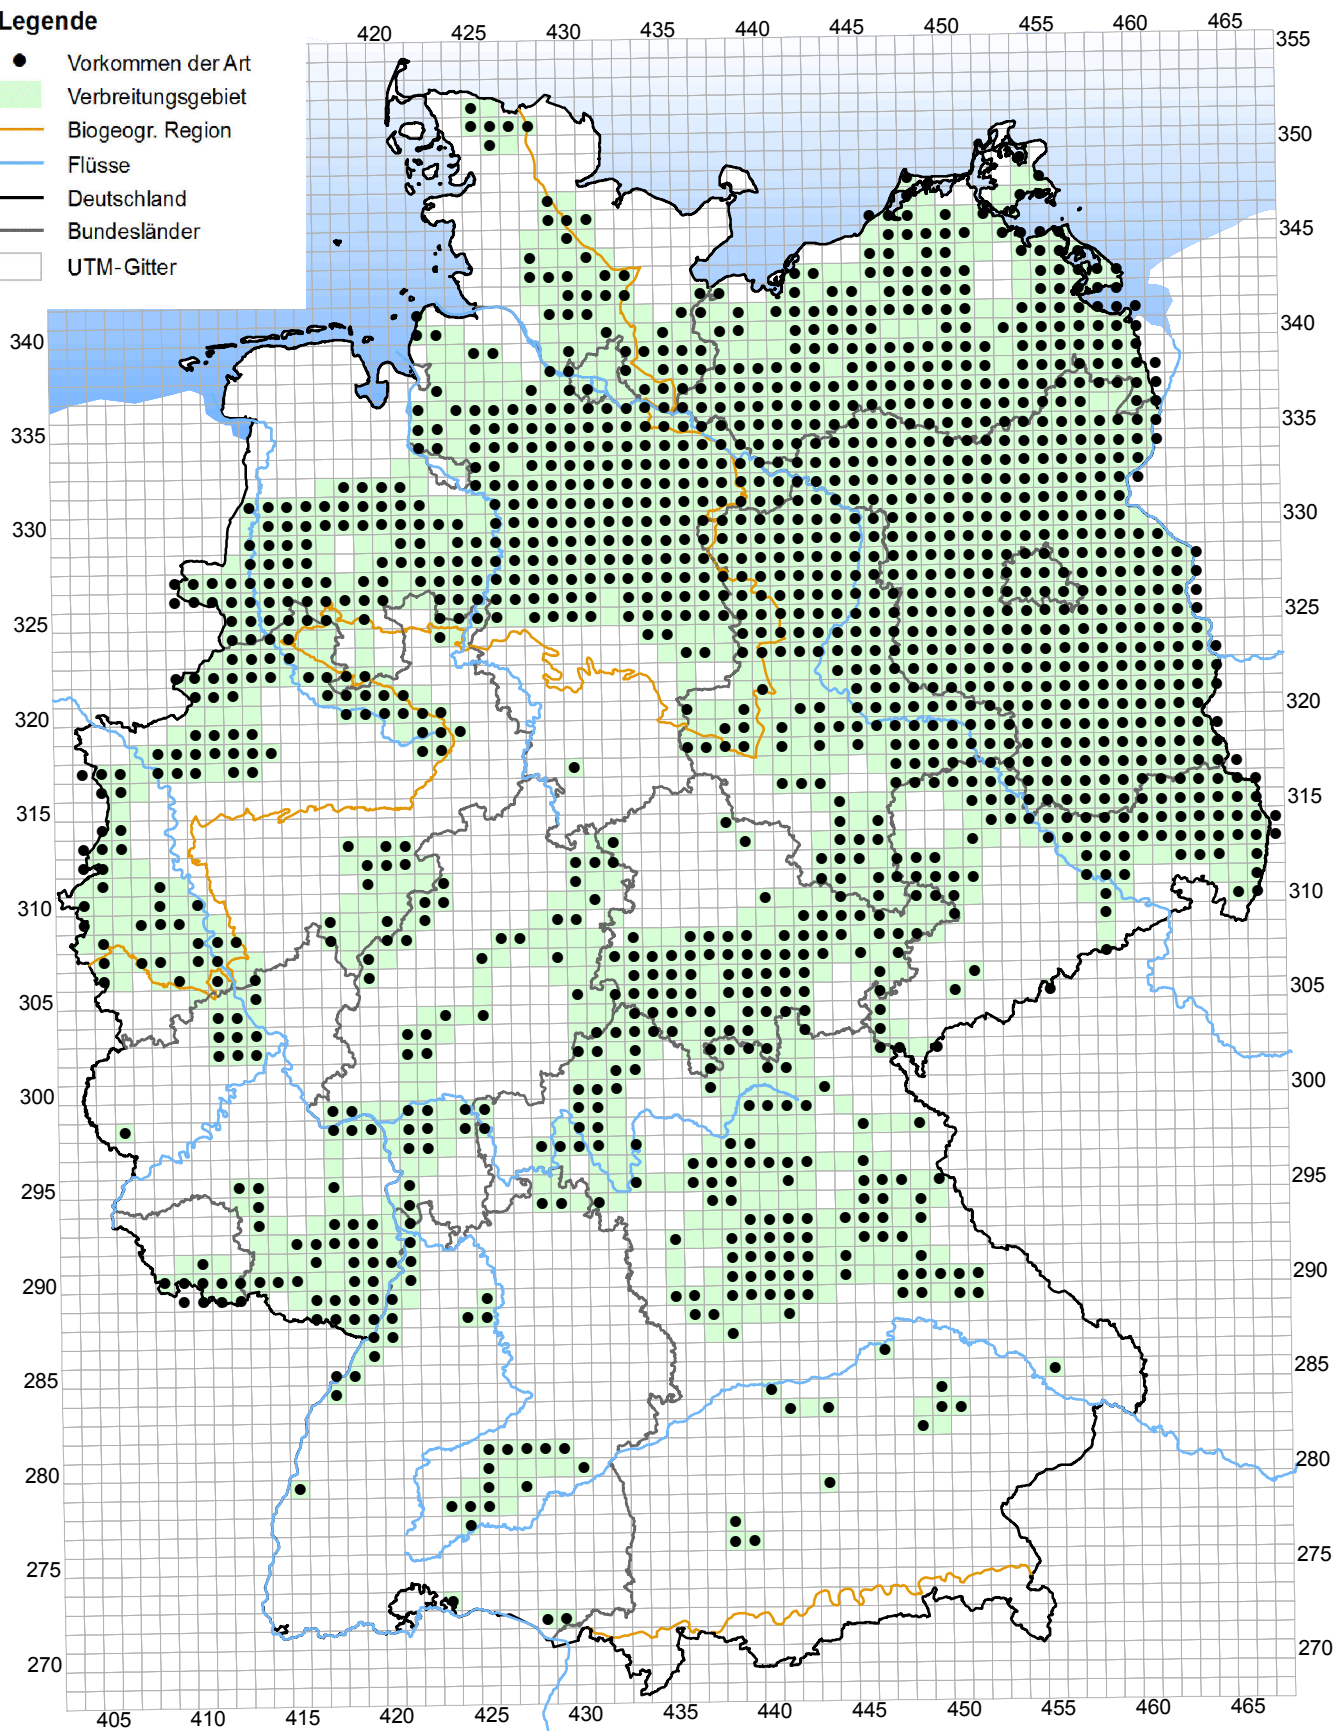 Legende
Vorkommen der Art
Verbreitungsgebiet
Biogeogr. Region
Flüsse
Deutschland
Bundesländer
UTM-Gitter
420 425 430 435 440 445 450 455 460 465
355
350
345
340 340
335 335
330 330
325 325
320 320
315 315
310 310
305 305
300 300
295 295
290 290
285 285
280 280
275 275
270 270
405 410 415 420 425 430 435 440 445 450 455 460 465